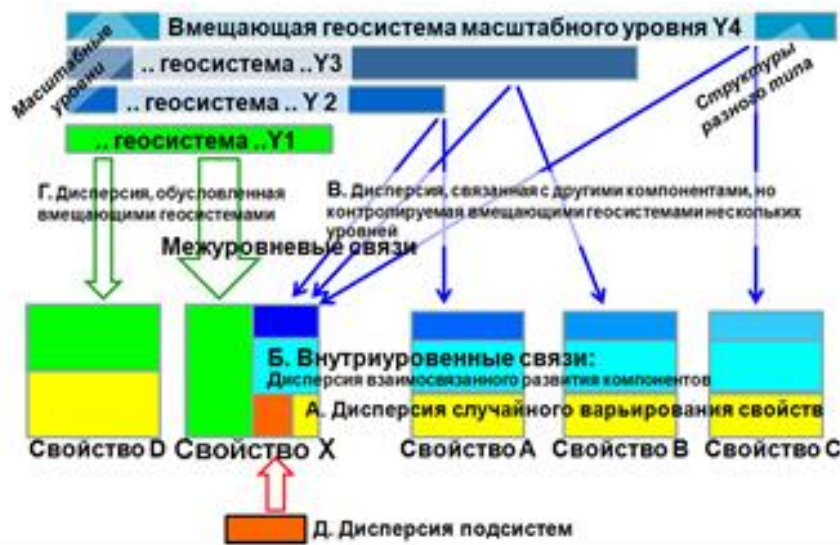 Вмещающая геосистема масштабного уровня Y4
Масштабные
уровни
.. геосистема ..Y3
.. геосистема .. Y 2
Структуры
разного типа
.. геосистема ..Y1
Г. Дисперсия, обусловленная
вмещающими геосистемами
В. Дисперсия, связанная с другими компонентами, но
контролируемая вмещающими геосистемами нескольких
уровней
Межуровневые связи
Б. Внутриуровенные связи:
Дисперсия взаимосвязанного развития компонентов
А. Дисперсия случайного варьирования свойств
Свойство D
Свойство X
Свойство A
Свойство B
Свойство C
Д. Дисперсия подсистем